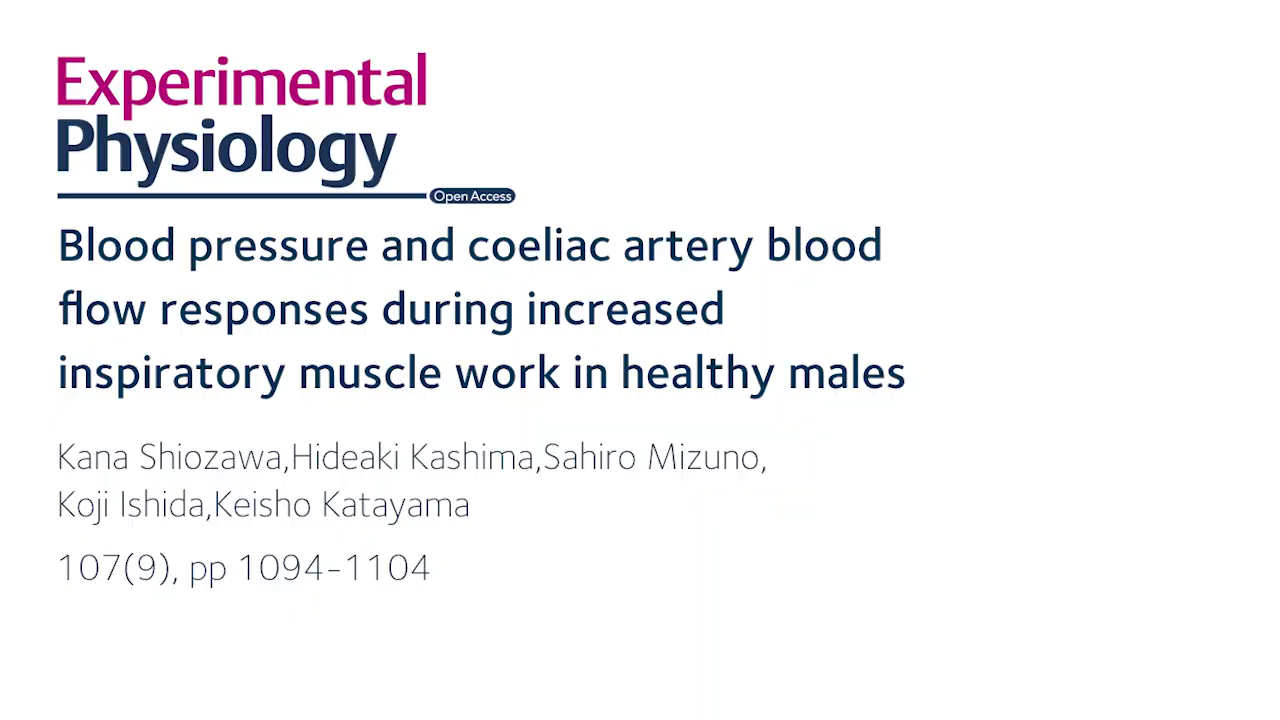 Experimental
Physiology
Open Access
Blood pressure and coeliac artery blood
flow responses during increased
inspiratory muscle work in healthy males
Kana Shiozawa,Hideaki Kashima,Sahiro Mizuno,
Koji Ishida,Keisho Katayama
107(9), pp 1094-1104